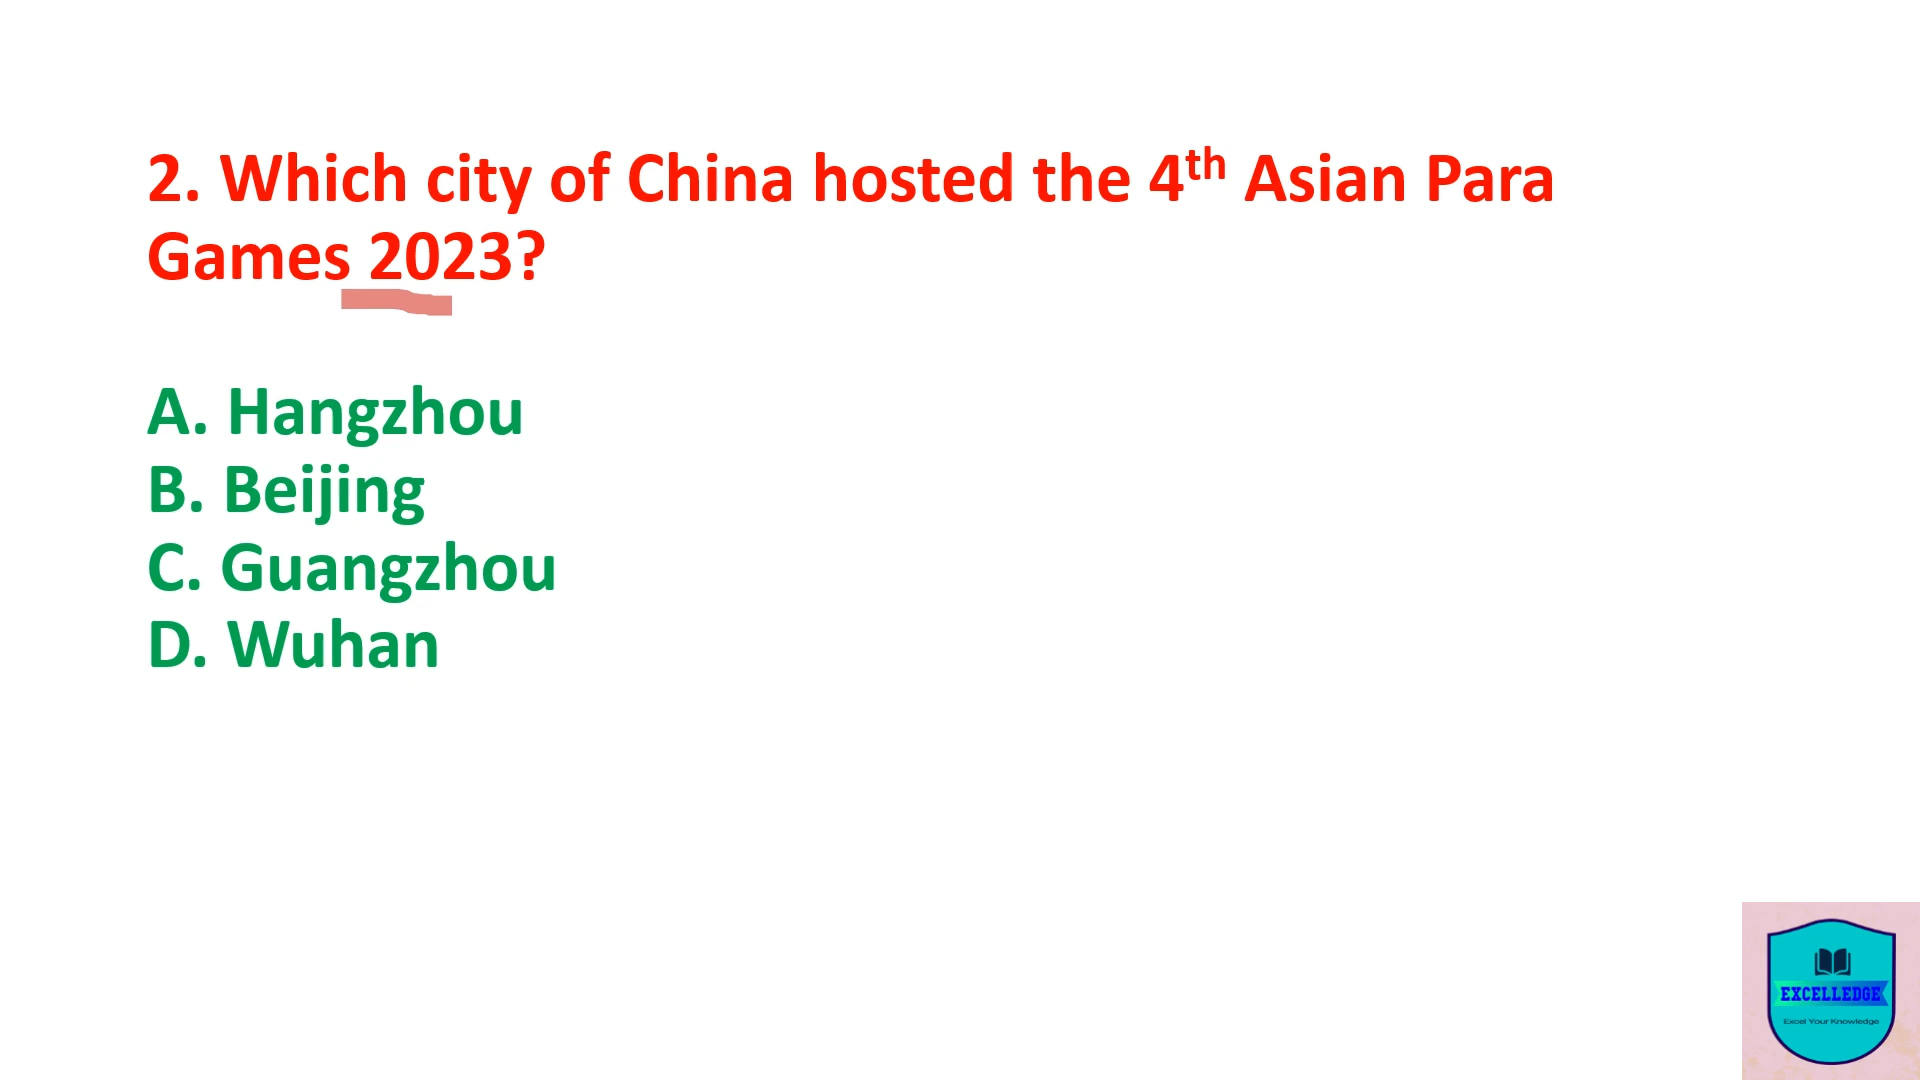 2. Which city of China hosted the 4th Asian Para
Games 2023?
A. Hangzhou
B. Beijing
C. Guangzhou
D. Wuhan
EXCELLEDGE
Excel Your Knowledge